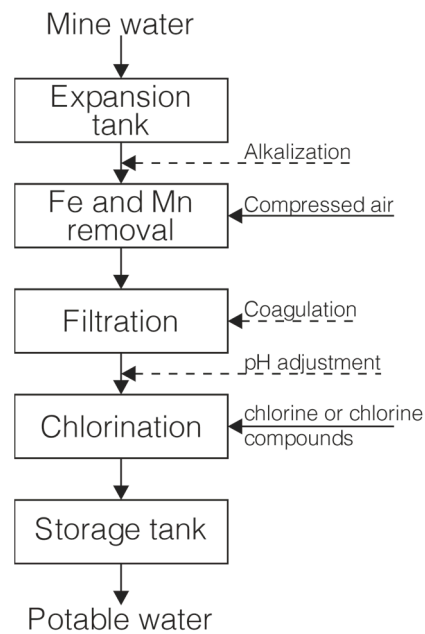 Mine water
Expansion
tank
Alkalization
Fe and Mn
removal
Compressed air
Filtration
Coagulation
pH adjustment
Chlorination
chlorine or chlorine
compounds
Storage tank
Potable water